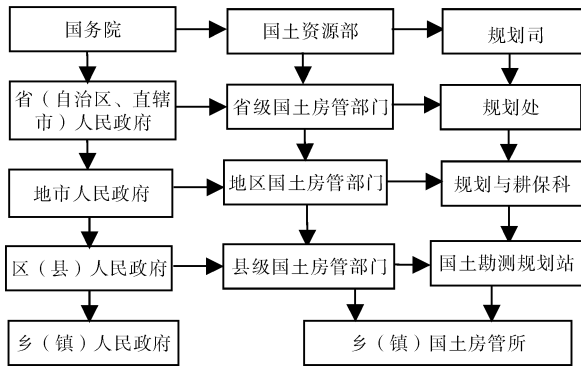 国务院
国土资源部
规划司
省（自治区、直辖
市）人民政府
省级国土房管部门
规划处
地市人民政府
地区国土房管部门
规划与耕保科
区（县）人民政府
县级国土房管部门
国土勘测规划站
乡（镇）人民政府
乡（镇）国土房管所